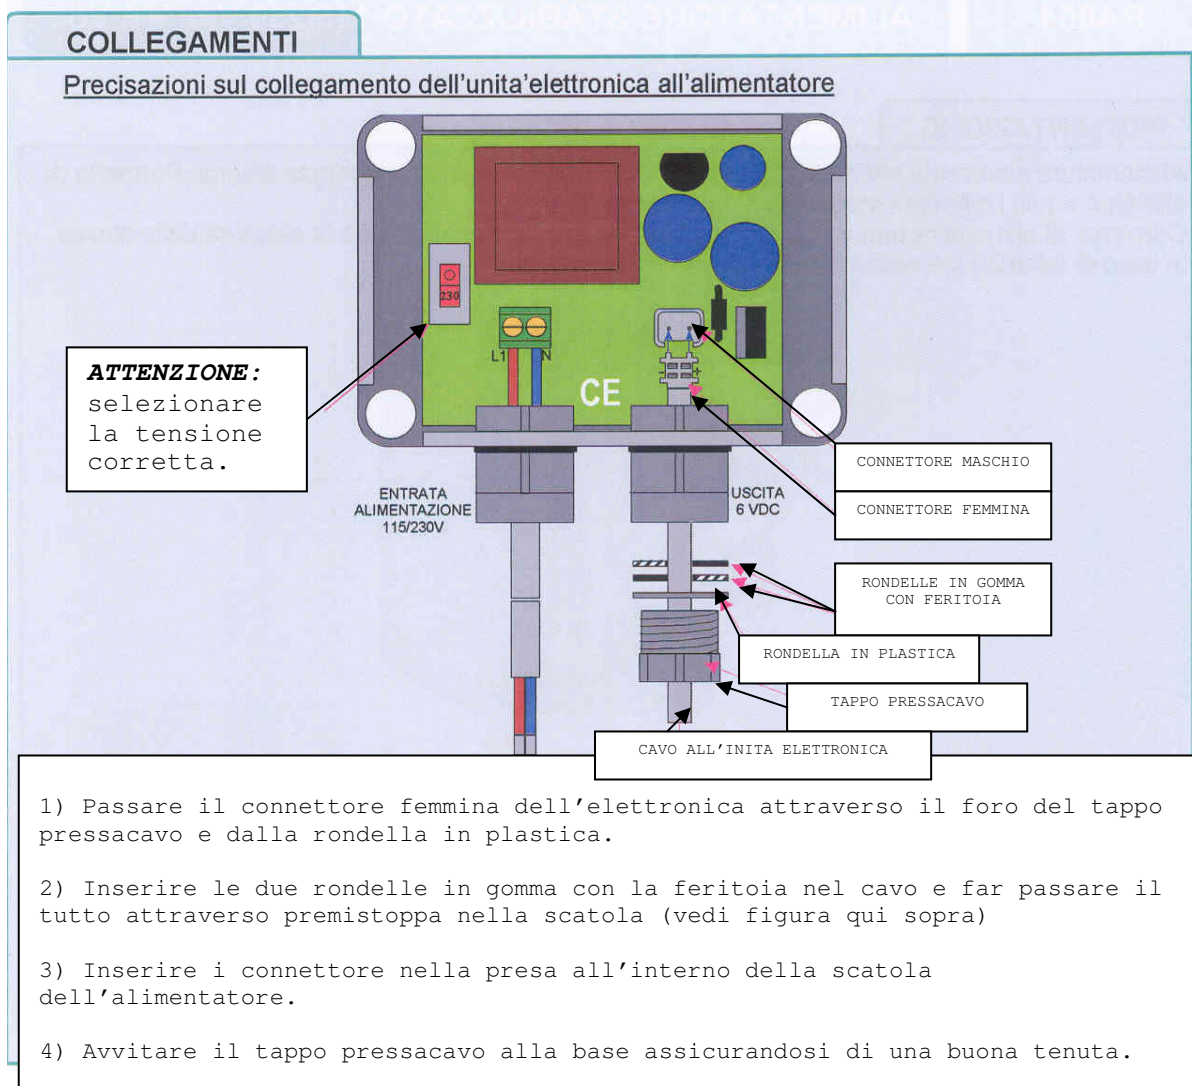 COLLEGAMENTI
Precisazioni sul collegamento dell'unita'elettronica all'alimentatore
230
L1
N
CE
-
+
ATTENZIONE:
selezionare
la tensione
corretta.
ENTRATA
ALIMENTAZIONE
115/230V
USCITA
6 VDC
CONNETTORE MASCHIO
CONNETTORE FEMMINA
RONDELLE IN GOMMA
CON FERITOIA
RONDELLA IN PLASTICA
TAPPO PRESSACAVO
CAVO ALL'INITA ELETTRONICA
1) Passare il connettore femmina dell'elettronica attraverso il foro del tappo
pressacavo e dalla rondella in plastica.
2) Inserire le due rondelle in gomma con la feritoia nel cavo e far passare il
tutto attraverso premistoppa nella scatola (vedi figura qui sopra)
3) Inserire i connettore nella presa all'interno della scatola
dell'alimentatore.
4) Avvitare il tappo pressacavo alla base assicurandosi di una buona tenuta.